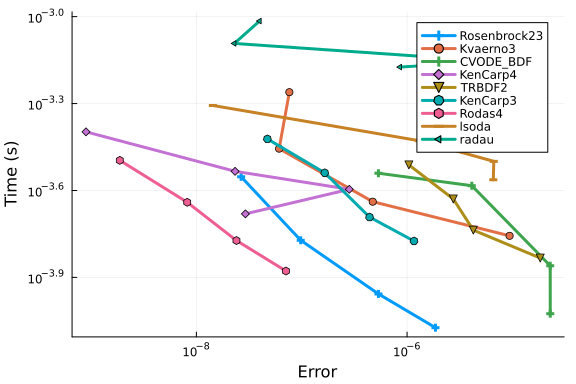 10^-3.0
10^-3.3
10^-3.6
10^-3.9
Time (s)
10^-8
10^-6
Error
Rosenbrock23
Kvaerno3
CVODE_BDF
KenCarp4
TRBDF2
KenCarp3
Rodas4
lsoda
radau